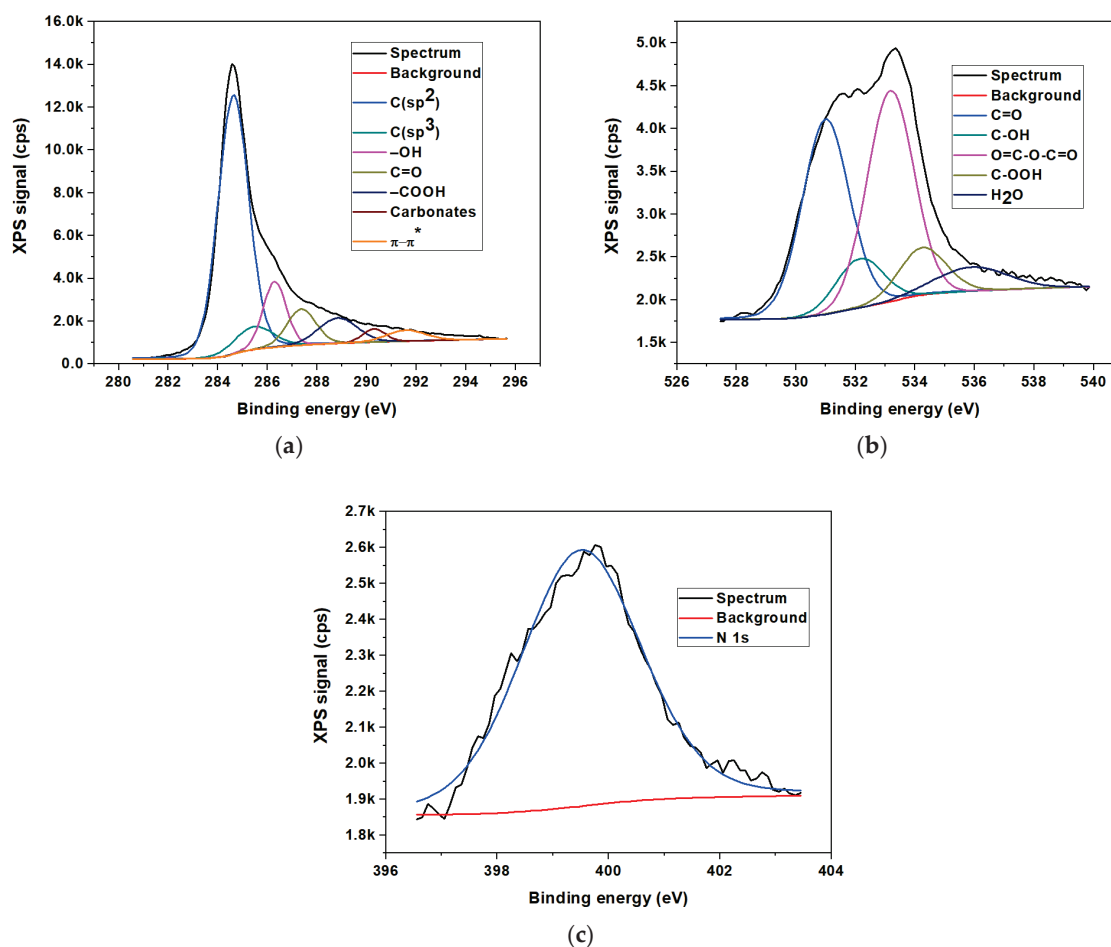 16.0k
14.0k
12.0k
10.0k
8.0k
6.0k
4.0k
2.0k
0.0
XPS signal (cps)
280 282 284 286 288 290 292 294 296
Binding energy (eV)
Spectrum
Background
C(sp²)
C(sp³)
–OH
C=O
–COOH
Carbonates
π–π*
(a)
5.0k
4.5k
4.0k
3.5k
3.0k
2.5k
2.0k
1.5k
XPS signal (cps)
526 528 530 532 534 536 538 540
Binding energy (eV)
Spectrum
Background
C=O
C-OH
O=C-O-C=O
C-OOH
H2O
(b)
2.7k
2.6k
2.5k
2.4k
2.3k
2.2k
2.1k
2.0k
1.9k
1.8k
XPS signal (cps)
396 398 400 402 404
Binding energy (eV)
Spectrum
Background
N 1s
(c)